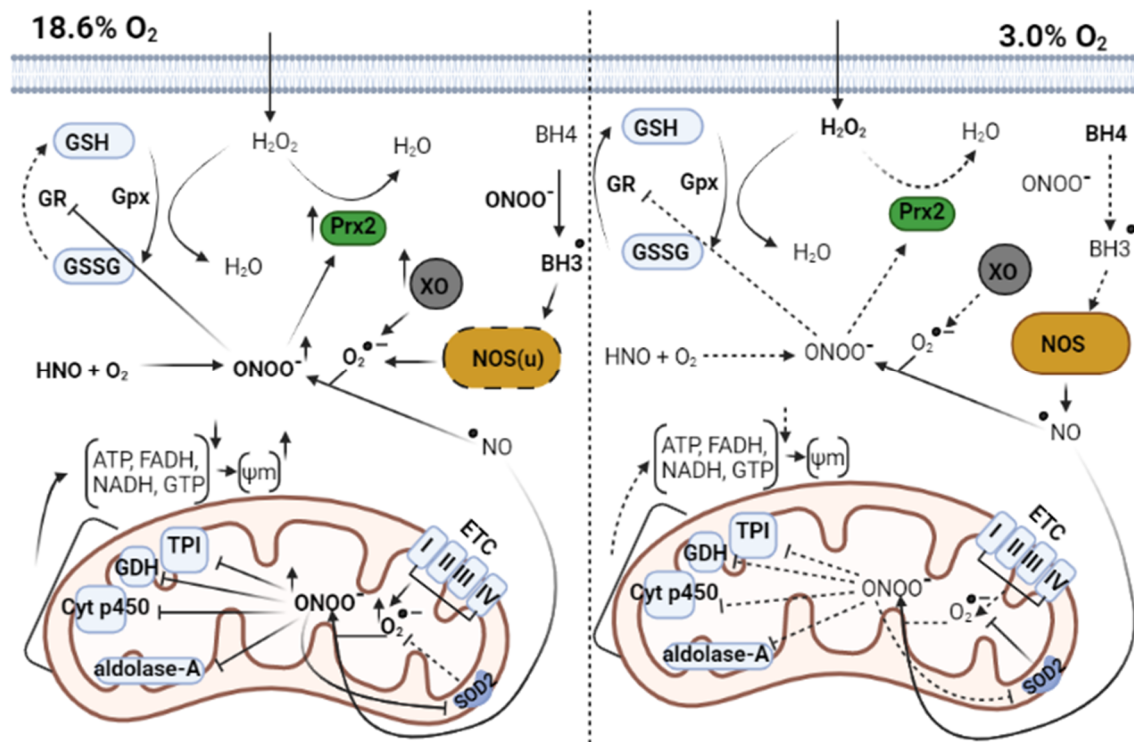 18.6% O₂
3.0% O₂
GSH
H₂O₂
H₂O
BH4
GR
Gpx
ONOO⁻
Prx2
GSSG
H₂O
XO
BH3
O₂•−
HNO + O₂
ONOO⁻
NOS(u)
NO
ATP, FADH,
NADH, GTP
ψm
TPI
GDH
Cyt p450
aldolase-A
ONOO⁻
O₂•−
ETC
I
II
III
IV
SOD2
GSH
H₂O₂
H₂O
BH4
GR
Gpx
ONOO⁻
Prx2
GSSG
H₂O
XO
BH3
O₂•−
HNO + O₂
ONOO⁻
NOS
NO
ATP, FADH,
NADH, GTP
ψm
TPI
GDH
Cyt p450
aldolase-A
ONOO⁻
O₂•−
ETC
I
II
III
IV
SOD2